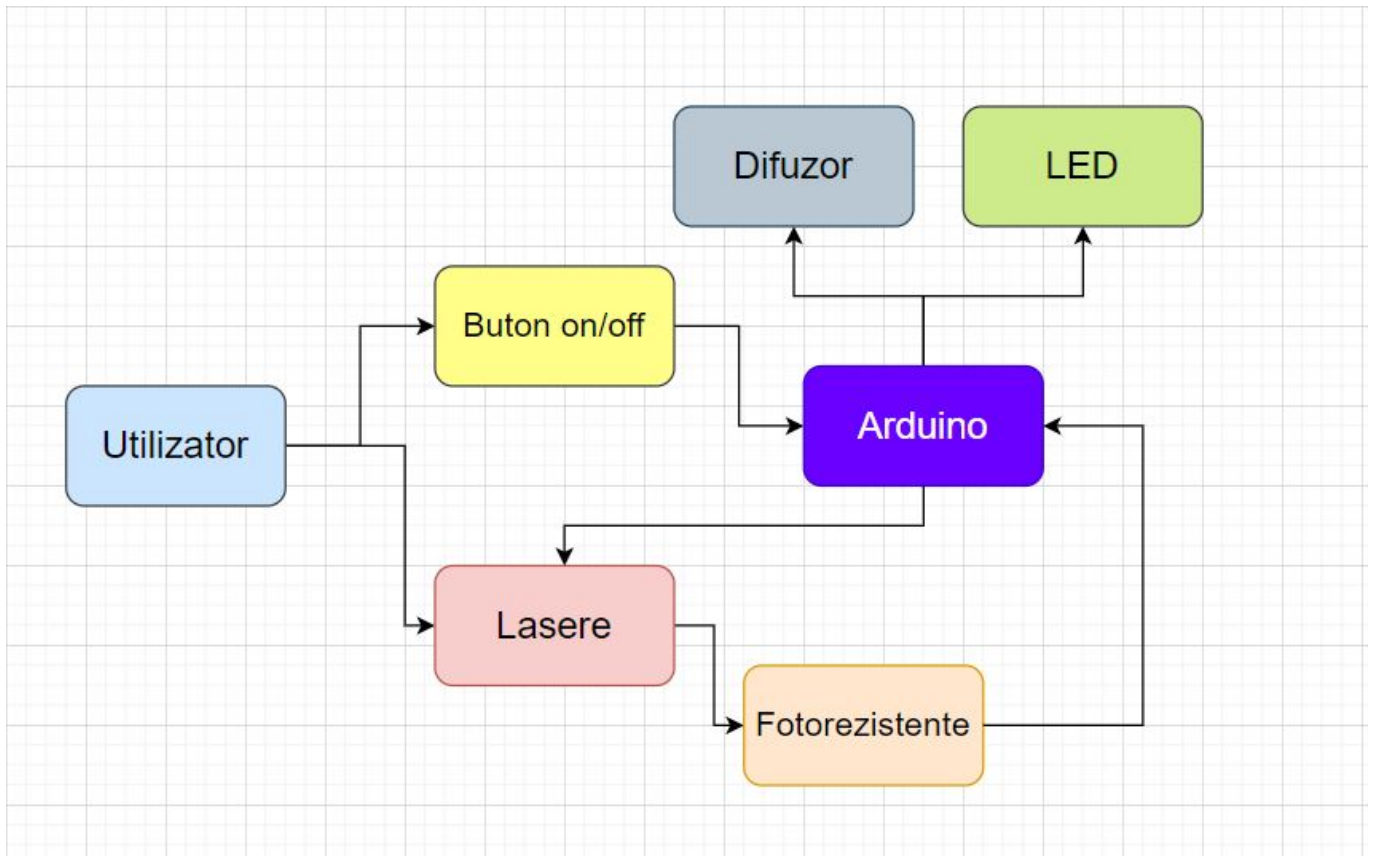 Difuzor
LED
Buton on/off
Arduino
Utilizator
Lasere
Fotorezistente